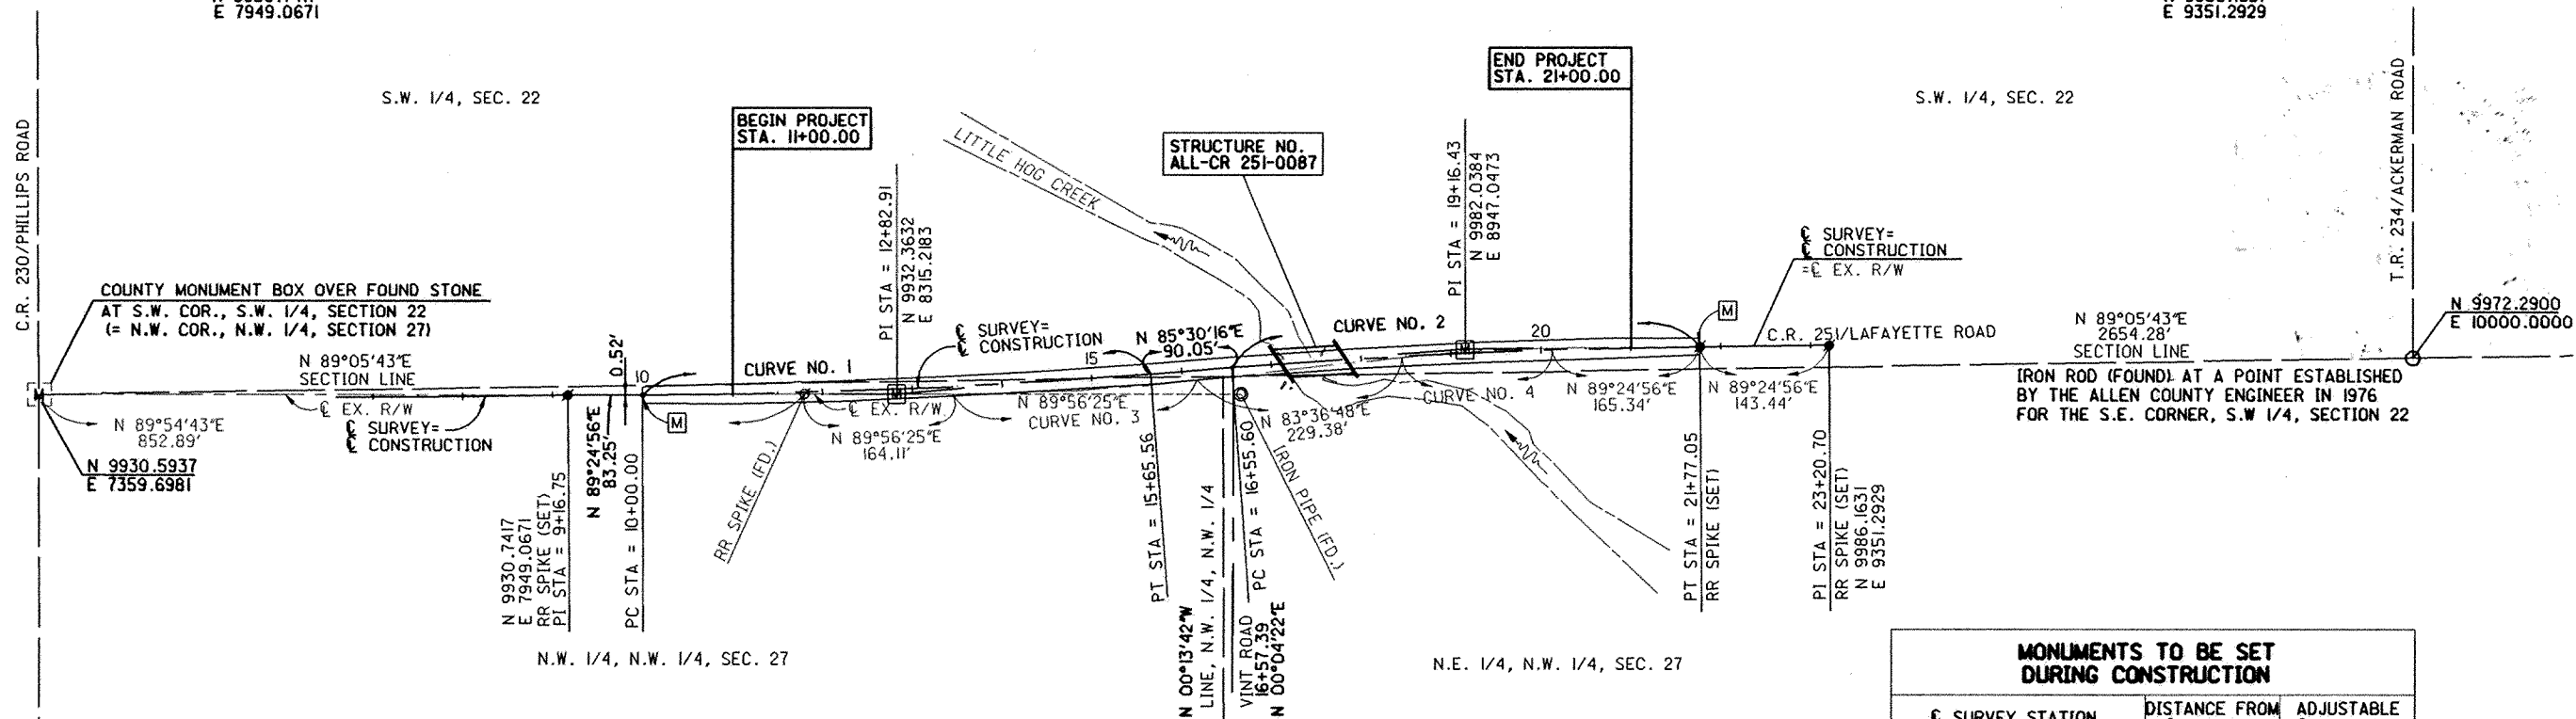 E 7949.0671
E 9351.2929
C.R. 230/PHILLIPS ROAD
S.W. 1/4, SEC. 22
BEGIN PROJECT
STA. 11+00.00
LITTLE HOG CREEK
STRUCTURE NO.
ALL-CR 251-0087
END PROJECT
STA. 21+00.00
S.W. 1/4, SEC. 22
T.R. 234/ACKERMAN ROAD
PI STA = 12+82.91
N 9932.3632
E 8315.2183
PI STA = 19+16.43
N 9982.0384
E 8947.0473
COUNTY MONUMENT BOX OVER FOUND STONE
AT S.W. COR., S.W. 1/4, SECTION 22
(= N.W. COR., N.W. 1/4, SECTION 27)
℄ SURVEY=
℄ CONSTRUCTION
=℄ EX. R/W
N 9972.2900
E 10000.0000
N 89°05'43"E
SECTION LINE
0.52'
10
CURVE NO. 1
℄ SURVEY=
℄ CONSTRUCTION
15
N 85°30'16"E
90.05'
CURVE NO. 2
20
M
C.R. 251/LAFAYETTE ROAD
N 89°05'43"E
2654.28'
SECTION LINE
M
M
M
IRON ROD (FOUND) AT A POINT ESTABLISHED
BY THE ALLEN COUNTY ENGINEER IN 1976
FOR THE S.E. CORNER, S.W 1/4, SECTION 22
N 89°54'43"E
852.89'
℄ EX. R/W
℄ SURVEY=
℄ CONSTRUCTION
N 89°24'56"E
83.25'
M
℄ EX. R/W
N 89°56'25"E
164.11'
N 89°56'25"E
CURVE NO. 3
N 83°36'48"E
229.38'
CURVE NO. 4
N 89°24'56"E
165.34'
N 89°24'56"E
143.44'
N 9930.5937
E 7359.6981
N 9930.7417
E 7949.0671
RR SPIKE (SET)
PI STA = 9+16.75
PC STA = 10+00.00
RR SPIKE (FD.)
PT STA = 15+65.56
N 00°13'42"W
LINE, N.W. 1/4, N.W. 1/4
VINT ROAD
16+57.39
N 00°04'22"E
PC STA = 16+55.60
IRON PIPE (FD.)
PT STA = 21+77.05
RR SPIKE (SET)
PI STA = 23+20.70
RR SPIKE (SET)
N 9986.1631
E 9351.2929
N.W. 1/4, N.W. 1/4, SEC. 27
N.E. 1/4, N.W. 1/4, SEC. 27
MONUMENTS TO BE SET
DURING CONSTRUCTION
℄ SURVEY STATION
DISTANCE FROM
ADJUSTABLE